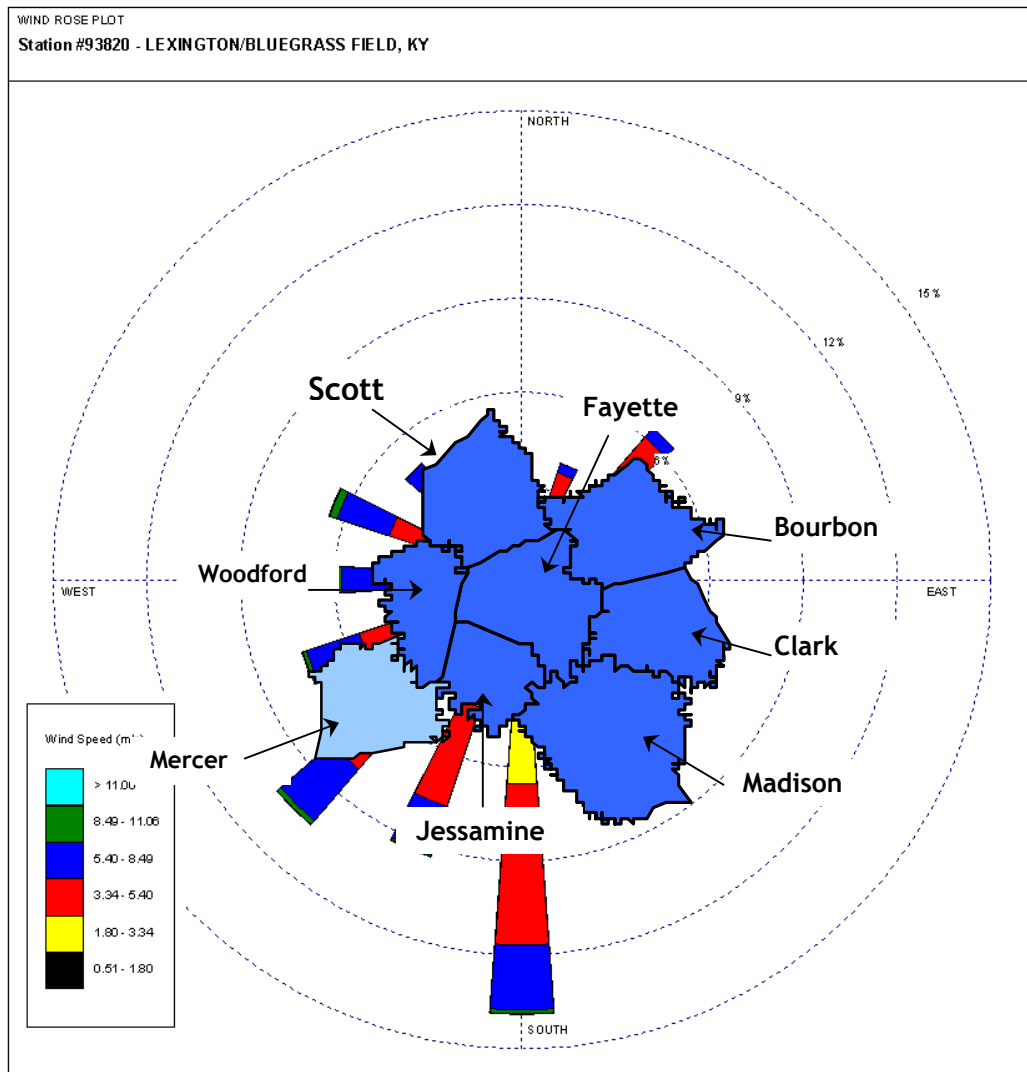 WIND ROSE PLOT
Station #93820 - LEXINGTON/BLUEGRASS FIELD, KY
NORTH
15%
12%
9%
6%
Scott
Fayette
Bourbon
Woodford
WEST
EAST
Clark
Mercer
Madison
Jessamine
SOUTH
Wind Speed
> 11.06
8.49 - 11.06
5.40 - 8.49
3.34 - 5.40
1.80 - 3.34
0.51 - 1.80